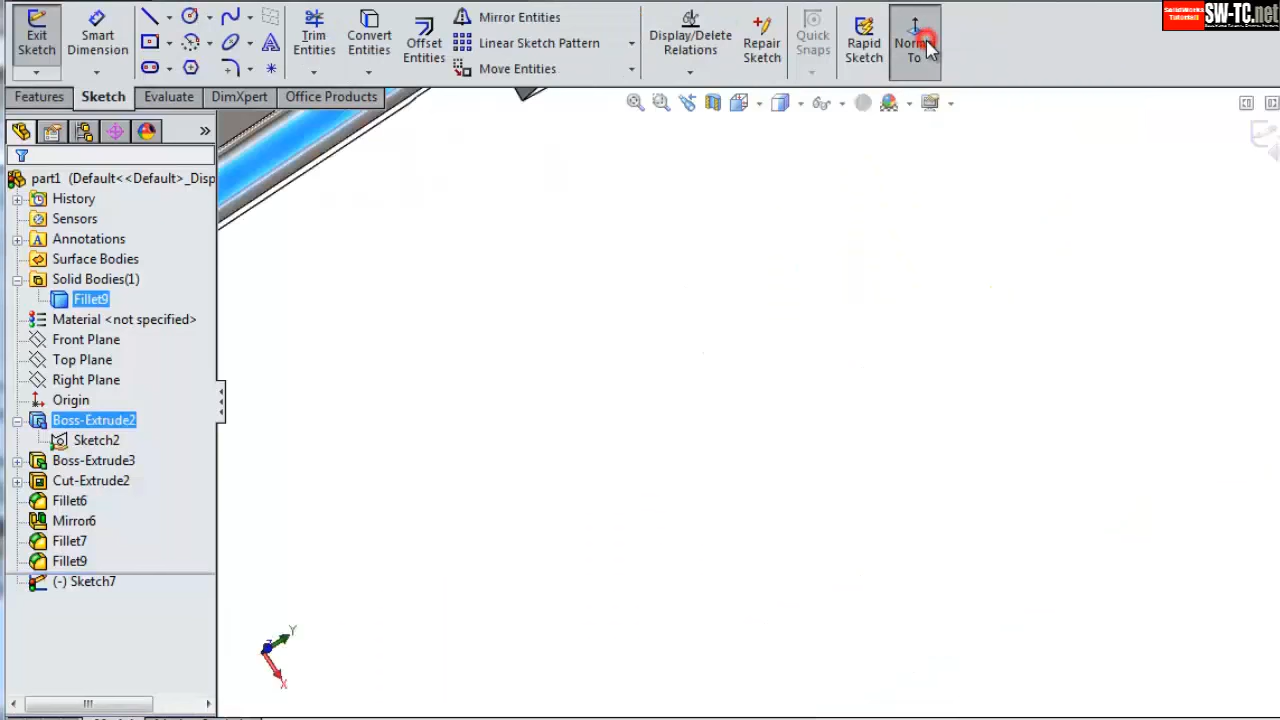 Exit Sketch
Smart Dimension
Trim Entities
Convert Entities
Offset Entities
Mirror Entities
Linear Sketch Pattern
Move Entities
Display/Delete Relations
Repair Sketch
Quick Snaps
Rapid Sketch
To
SolidWorks Tutorial!
SW-TC.net
Features
Sketch
Evaluate
DimXpert
Office Products
part1 (Default<<Default>_Disp
History
Sensors
Annotations
Surface Bodies
Solid Bodies(1)
Fillet9
Material <not specified>
Front Plane
Top Plane
Right Plane
Origin
Boss-Extrude2
Sketch2
Boss-Extrude3
Cut-Extrude2
Fillet6
Mirror6
Fillet7
Fillet9
(-) Sketch7
Y
X